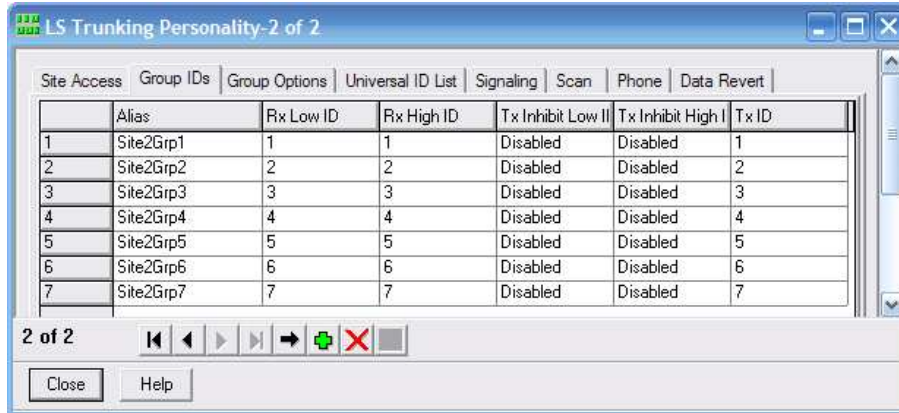 LS Trunking Personality-2 of 2
Site Access Group IDs Group Options Universal ID List Signaling Scan Phone Data Revert
Alias Rx Low ID Rx High ID Tx Inhibit Low II Tx Inhibit High I Tx ID
1 Site2Grp1 1 1 Disabled Disabled 1
2 Site2Grp2 2 2 Disabled Disabled 2
3 Site2Grp3 3 3 Disabled Disabled 3
4 Site2Grp4 4 4 Disabled Disabled 4
5 Site2Grp5 5 5 Disabled Disabled 5
6 Site2Grp6 6 6 Disabled Disabled 6
7 Site2Grp7 7 7 Disabled Disabled 7
2 of 2
Close Help